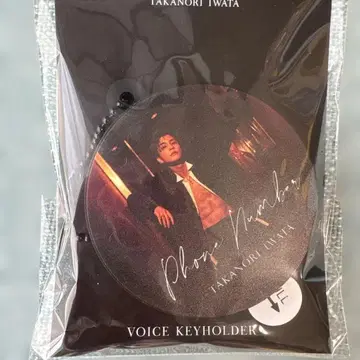 TAKANORI IWATA
Phone Number
TAKANORI IWATA
F
VOICE KEYHOLDER